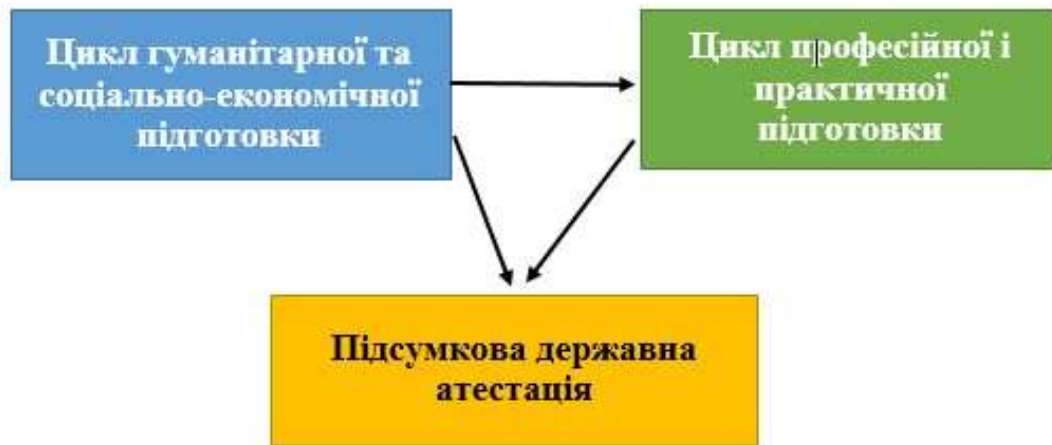 Цикл гуманітарної та
соціально-економічної
підготовки
Цикл професійної і
практичної
підготовки
Підсумкова державна
атестація